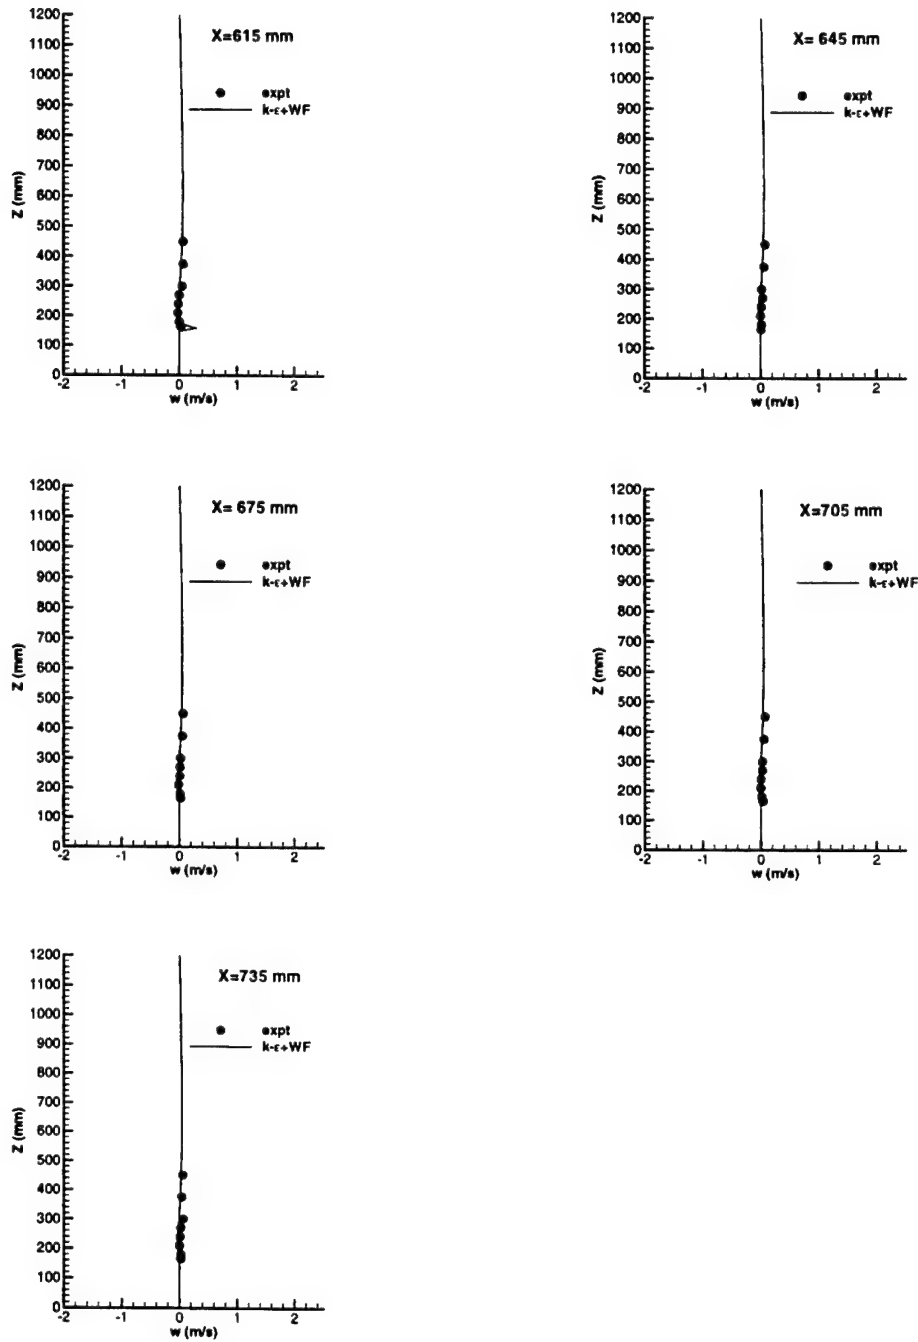 X=615 mm
expt
k-ε+WF
1200
1100
1000
900
800
700
600
500
400
300
200
100
0
Z (mm)
-2 -1 0 1 2
w (m/s)
X= 645 mm
expt
k-ε+WF
1200
1100
1000
900
800
700
600
500
400
300
200
100
0
Z (mm)
-2 -1 0 1 2
w (m/s)
X= 675 mm
expt
k-ε+WF
1200
1100
1000
900
800
700
600
500
400
300
200
100
0
Z (mm)
-2 -1 0 1 2
w (m/s)
X=705 mm
expt
k-ε+WF
1200
1100
1000
900
800
700
600
500
400
300
200
100
0
Z (mm)
-2 -1 0 1 2
w (m/s)
X=735 mm
expt
k-ε+WF
1200
1100
1000
900
800
700
600
500
400
300
200
100
0
Z (mm)
-2 -1 0 1 2
w (m/s)